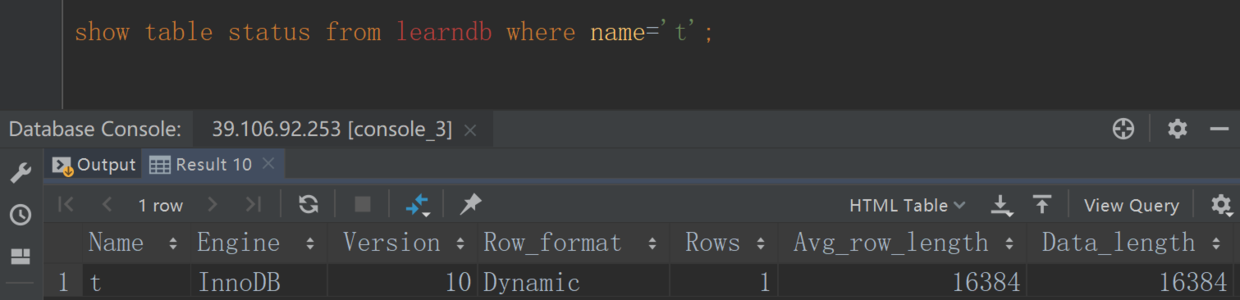 show table status from learndb where name='t';
Database Console: 39.106.92.253 [console_3]
Output Result 10
1 row HTML Table View Query
Name Engine Version Row_format Rows Avg_row_length Data_length
1 t InnoDB 10 Dynamic 1 16384 16384